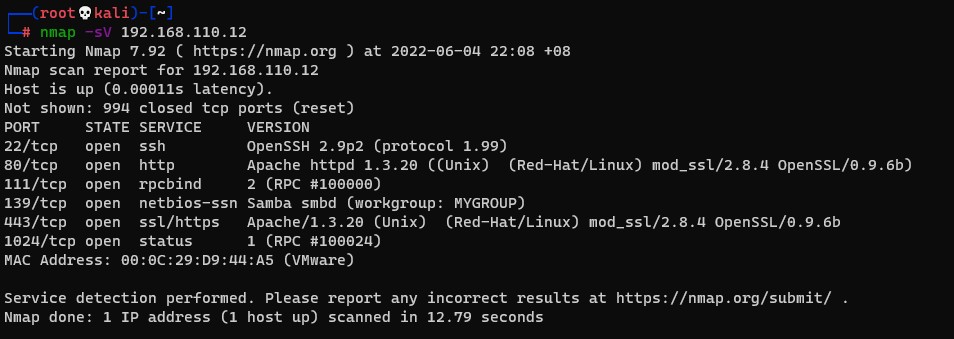 ┌──(root💀kali)-[~]
└─# nmap -sV 192.168.110.12
Starting Nmap 7.92 ( https://nmap.org ) at 2022-06-04 22:08 +08
Nmap scan report for 192.168.110.12
Host is up (0.00011s latency).
Not shown: 994 closed tcp ports (reset)
PORT     STATE SERVICE     VERSION
22/tcp   open  ssh         OpenSSH 2.9p2 (protocol 1.99)
80/tcp   open  http        Apache httpd 1.3.20 ((Unix)  (Red-Hat/Linux) mod_ssl/2.8.4 OpenSSL/0.9.6b)
111/tcp  open  rpcbind     2 (RPC #100000)
139/tcp  open  netbios-ssn Samba smbd (workgroup: MYGROUP)
443/tcp  open  ssl/https   Apache/1.3.20 (Unix)  (Red-Hat/Linux) mod_ssl/2.8.4 OpenSSL/0.9.6b
1024/tcp open  status      1 (RPC #100024)
MAC Address: 00:0C:29:D9:44:A5 (VMware)

Service detection performed. Please report any incorrect results at https://nmap.org/submit/ .
Nmap done: 1 IP address (1 host up) scanned in 12.79 seconds